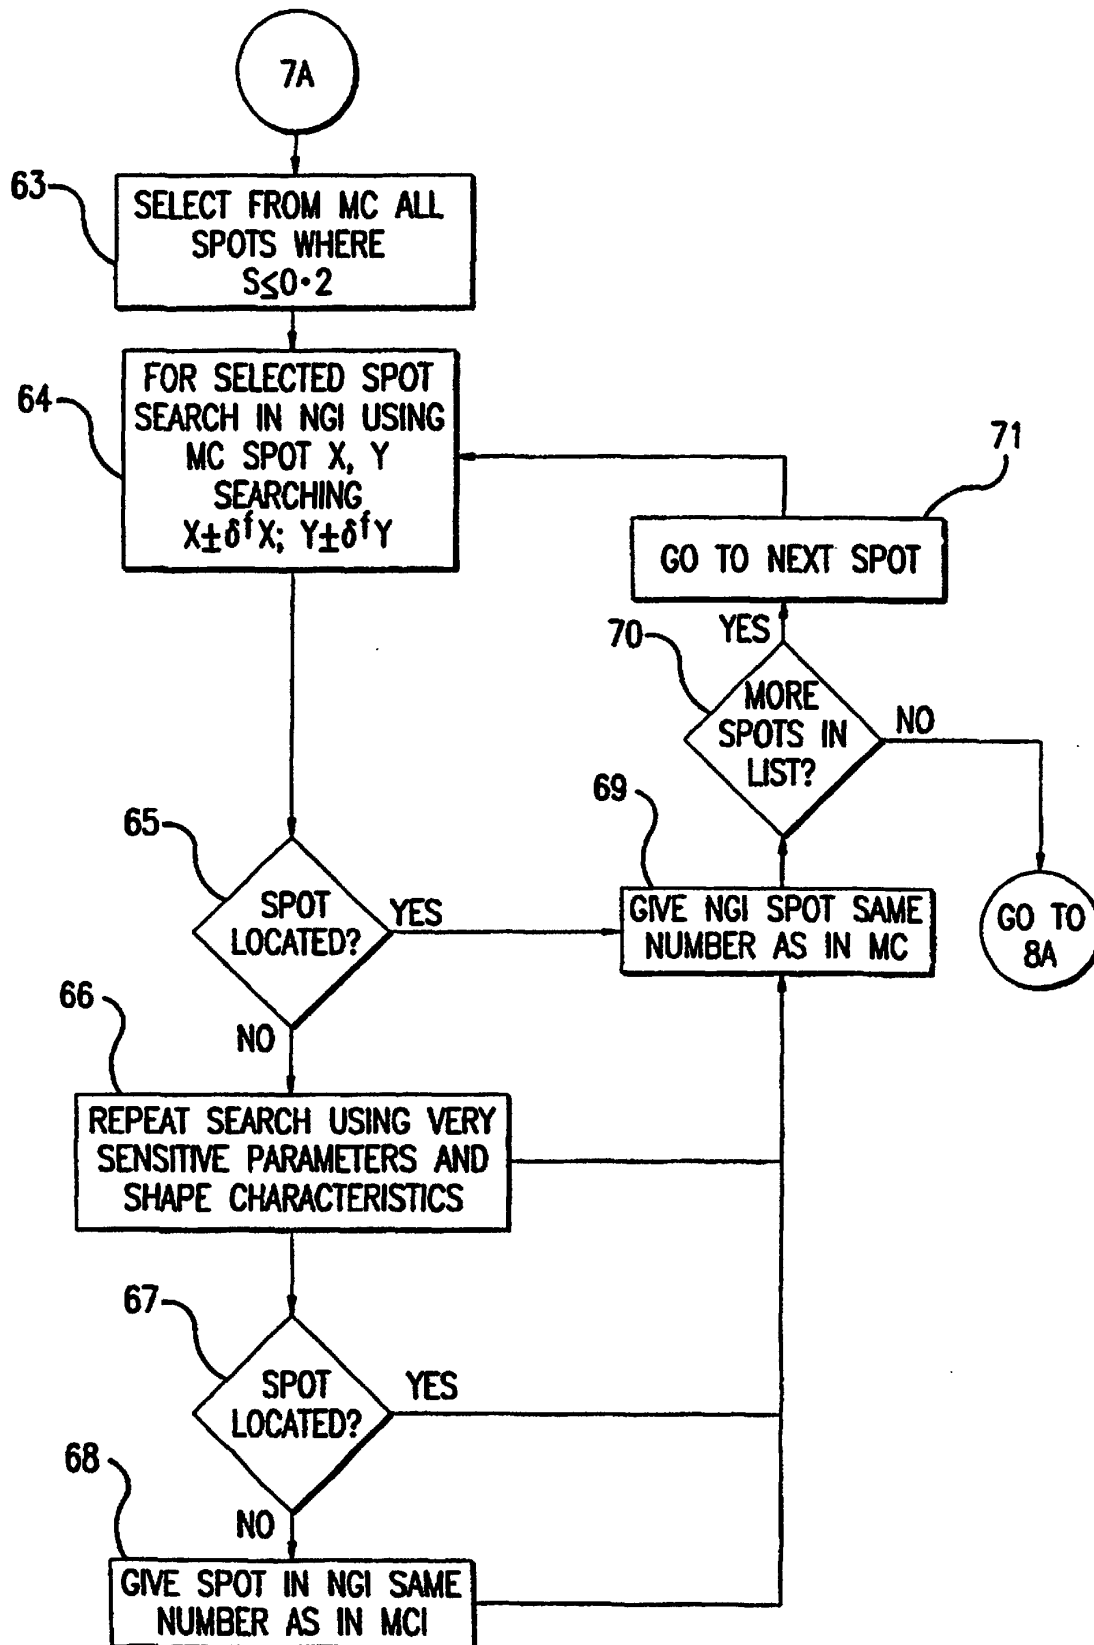 7A
63
SELECT FROM MC ALL
SPOTS WHERE
S≤0·2
64
FOR SELECTED SPOT
SEARCH IN NGI USING
MC SPOT X, Y
SEARCHING
X±δᶠX; Y±δᶠY
71
GO TO NEXT SPOT
YES
70
MORE
SPOTS IN
LIST?
NO
65
SPOT
LOCATED?
YES
69
GIVE NGI SPOT SAME
NUMBER AS IN MC
GO TO
8A
NO
66
REPEAT SEARCH USING VERY
SENSITIVE PARAMETERS AND
SHAPE CHARACTERISTICS
67
SPOT
LOCATED?
YES
NO
68
GIVE SPOT IN NGI SAME
NUMBER AS IN MCI